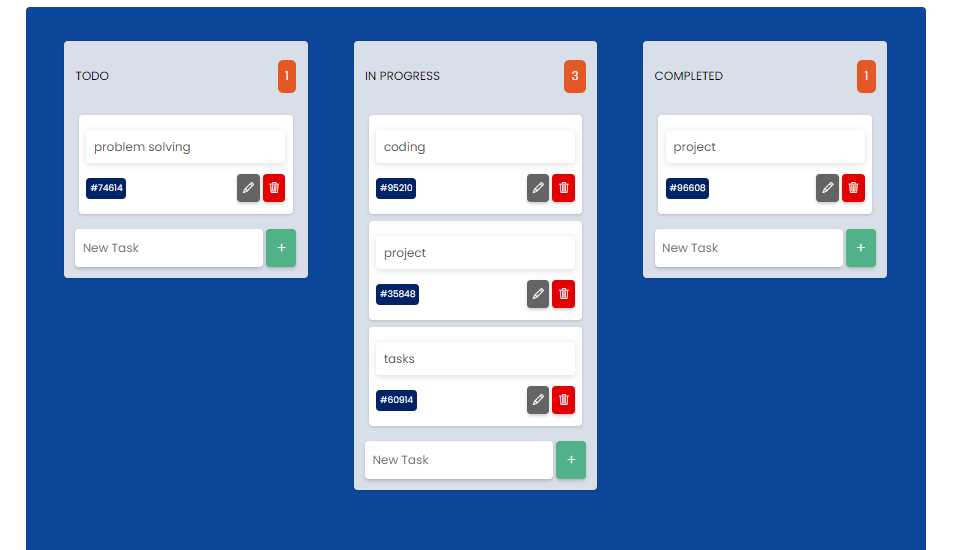 TODO 1
problem solving
#74614
New Task +
IN PROGRESS 3
coding
#95210
project
#35848
tasks
#60914
New Task +
COMPLETED 1
project
#96608
New Task +